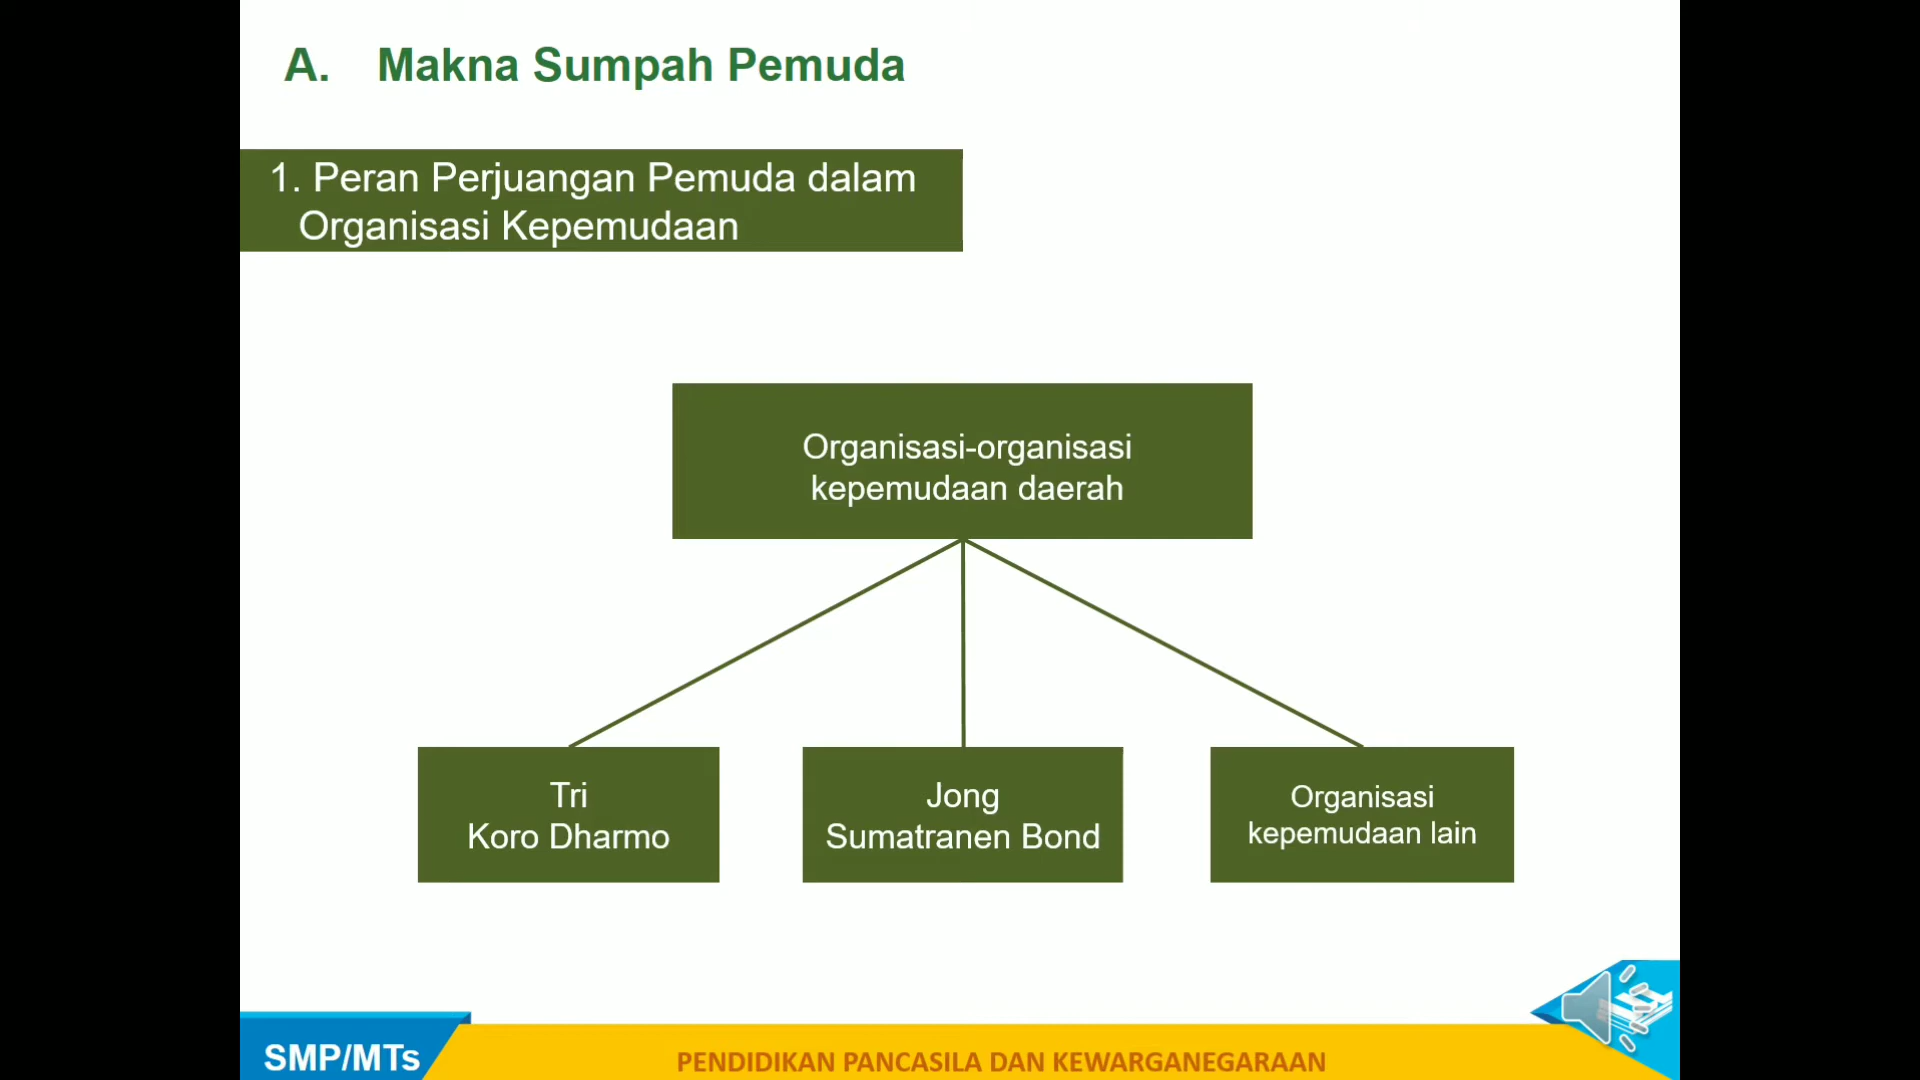 A. Makna Sumpah Pemuda
1. Peran Perjuangan Pemuda dalam
Organisasi Kepemudaan
Organisasi-organisasi
kepemudaan daerah
Tri
Koro Dharmo
Jong
Sumatranen Bond
Organisasi
kepemudaan lain
SMP/MTs
PENDIDIKAN PANCASILA DAN KEWARGANEGARAAN